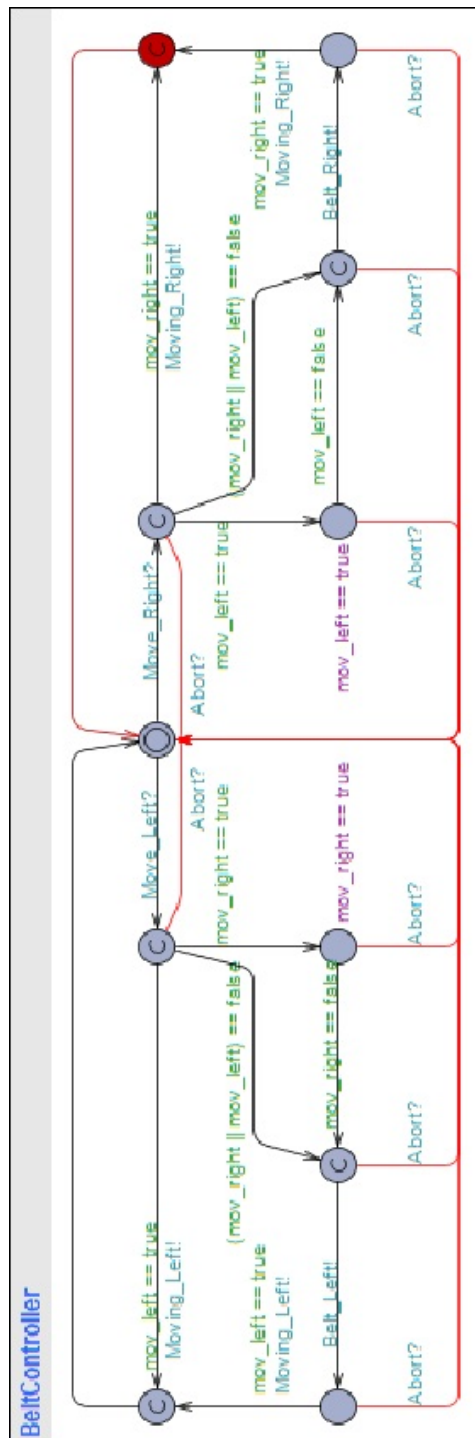 BeltController
C
mov_left == true
Moving_Left!
C
Move_Left?
Move_Right?
C
mov_right == true
Moving_Right!
C
Abort?
Abort?
( mov_right || mov_left) == false
mov_right == true
mov_left == true
( mov_right || mov_left) == false
mov_left == true
Moving_Left!
mov_right == true
Moving_Right!
Belt_Left!
C
mov_right == false
mov_right == true
mov_left == true
mov_left == false
C
Belt_Right!
Abort?
Abort?
Abort?
Abort?
Abort?
Abort?